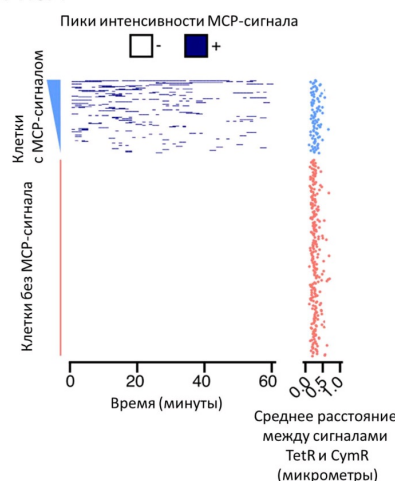 Пики интенсивности MCP-сигнала
- +
Клетки
с MCP-сигналом
Клетки без MCP-сигнала
0 20 40 60
Время (минуты)
0.0 0.5 1.0
Среднее расстояние
между сигналами
TetR и CymR
(микрометры)